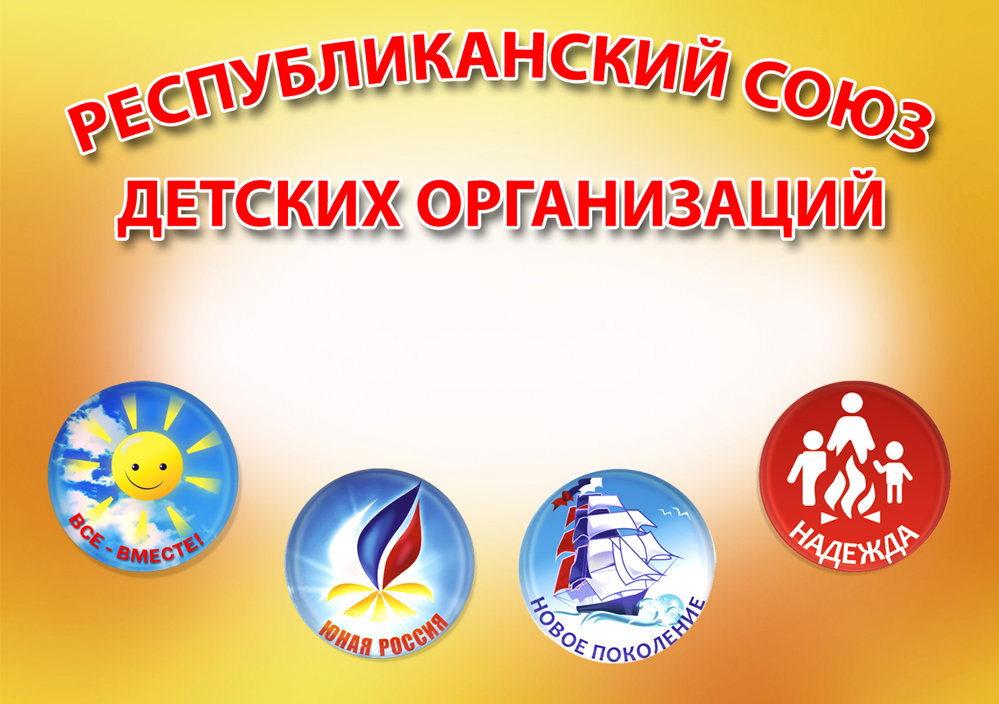 РЕСПУБЛИКАНСКИЙ СОЮЗ
ДЕТСКИХ ОРГАНИЗАЦИЙ
ВСЕ - ВМЕСТЕ!
ЮНАЯ РОССИЯ
НОВОЕ ПОКОЛЕНИЕ
НАДЕЖДА